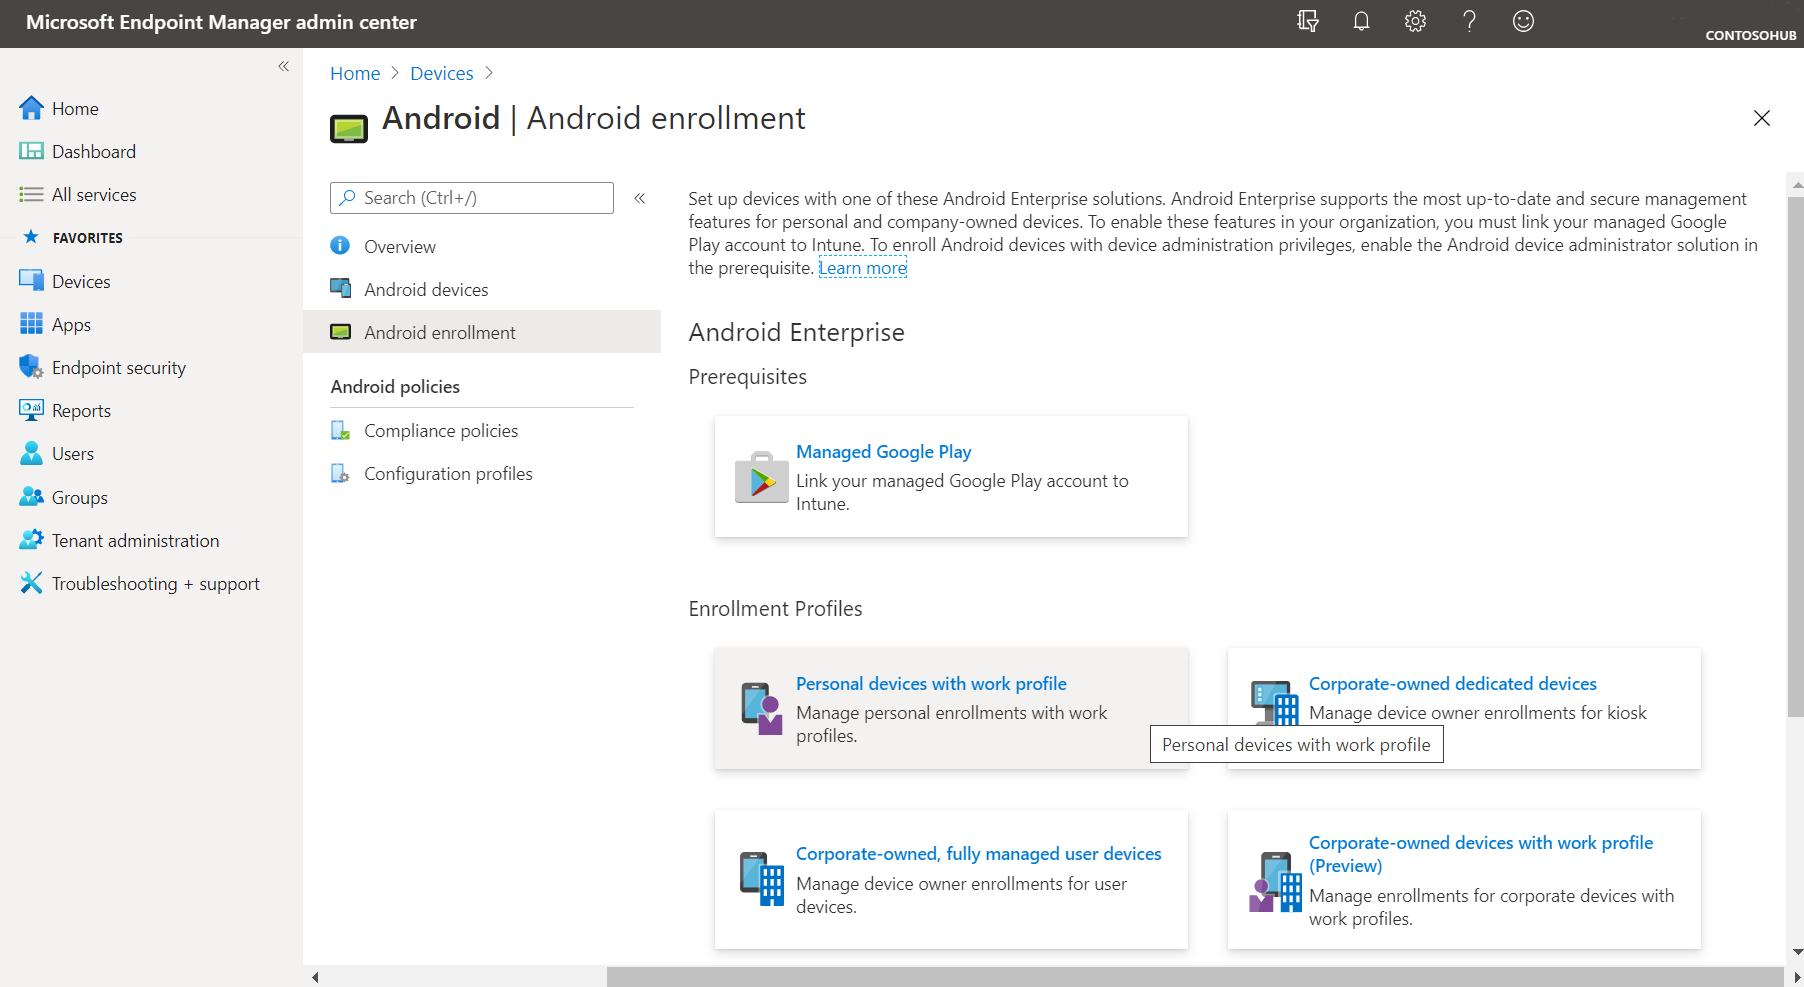 Microsoft Endpoint Manager admin center
CONTOSOHUB
Home
Dashboard
All services
FAVORITES
Devices
Apps
Endpoint security
Reports
Users
Groups
Tenant administration
Troubleshooting + support
Home > Devices >
Android | Android enrollment
Search (Ctrl+/)
Overview
Android devices
Android enrollment
Android policies
Compliance policies
Configuration profiles
Set up devices with one of these Android Enterprise solutions. Android Enterprise supports the most up-to-date and secure management
features for personal and company-owned devices. To enable these features in your organization, you must link your managed Google
Play account to Intune. To enroll Android devices with device administration privileges, enable the Android device administrator solution in
the prerequisite. Learn more
Android Enterprise
Prerequisites
Managed Google Play
Link your managed Google Play account to
Intune.
Enrollment Profiles
Personal devices with work profile
Manage personal enrollments with work
profiles.
Corporate-owned dedicated devices
Manage device owner enrollments for kiosk
Personal devices with work profile
Corporate-owned, fully managed user devices
Manage device owner enrollments for user
devices.
Corporate-owned devices with work profile
(Preview)
Manage enrollments for corporate devices with
work profiles.